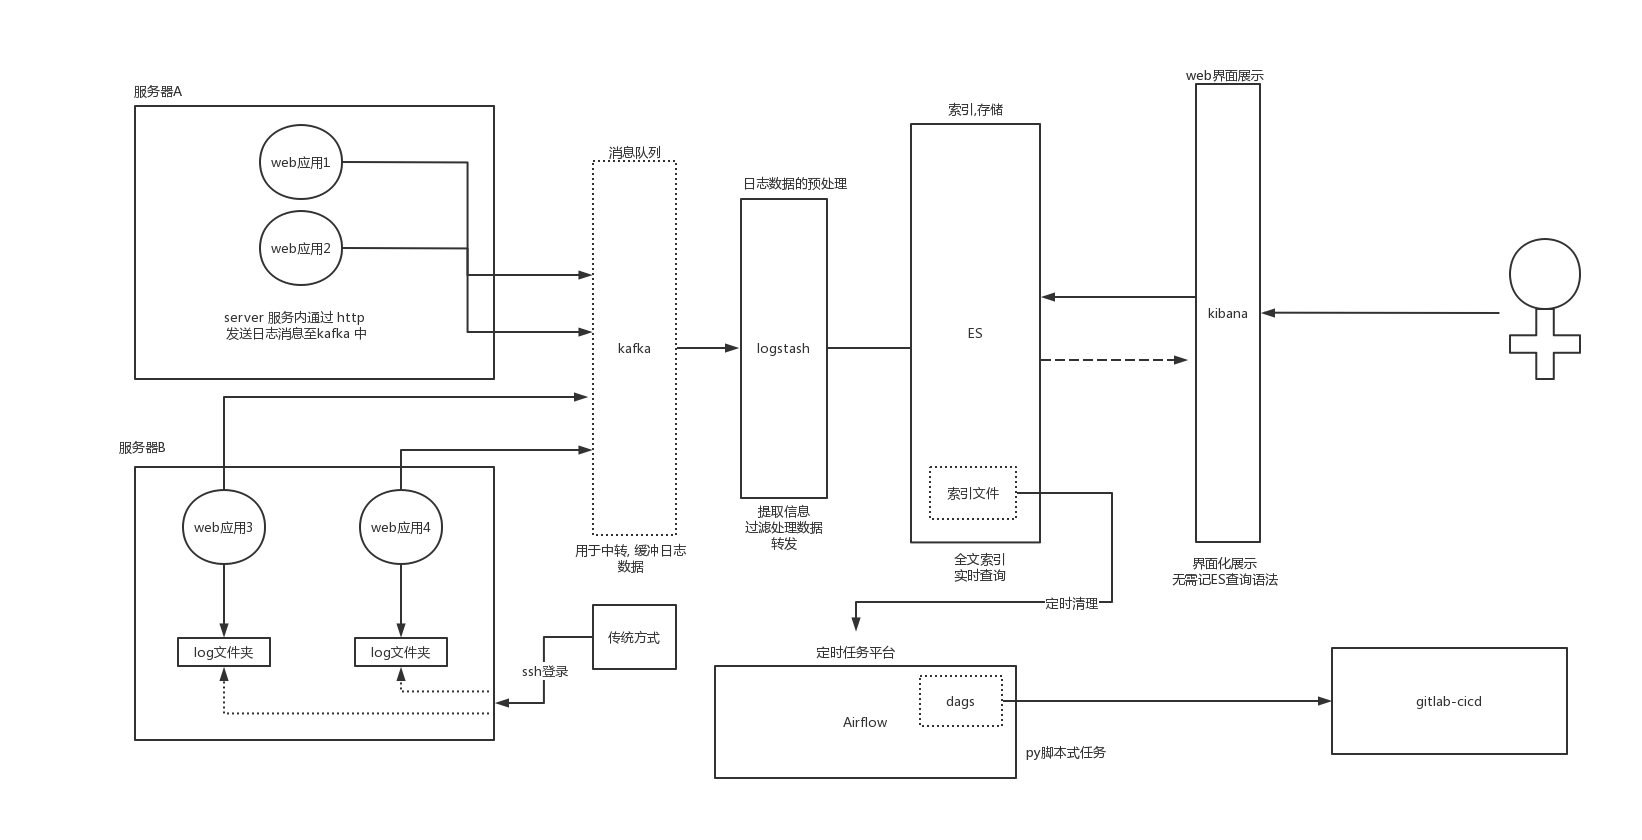 服务器A
web应用1
web应用2
server 服务内通过 http
发送日志消息至kafka 中
服务器B
web应用3
web应用4
log文件夹
log文件夹
消息队列
kafka
用于中转, 缓冲日志
数据
传统方式
ssh登录
日志数据的预处理
logstash
提取信息
过滤处理数据
转发
索引,存储
ES
索引文件
全文索引
实时查询
定时清理
web界面展示
kibana
界面化展示
无需记ES查询语法
定时任务平台
dags
Airflow
py脚本式任务
gitlab-cicd